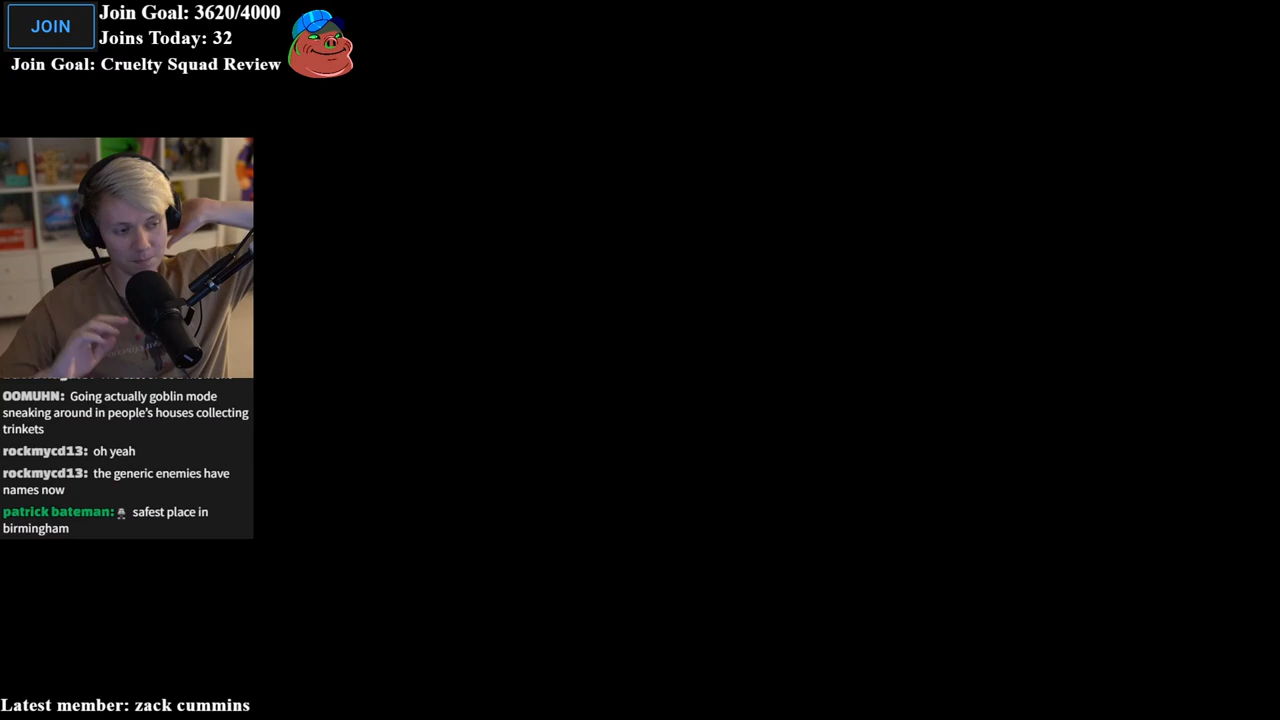 JOIN
Join Goal: 3620/4000
Joins Today: 32
Join Goal: Cruelty Squad Review
OOMUHN: Going actually goblin mode
sneaking around in people's houses collecting
trinkets
rockmycd13: oh yeah
rockmycd13: the generic enemies have
names now
patrick bateman: safest place in
birmingham
Latest member: zack cummins